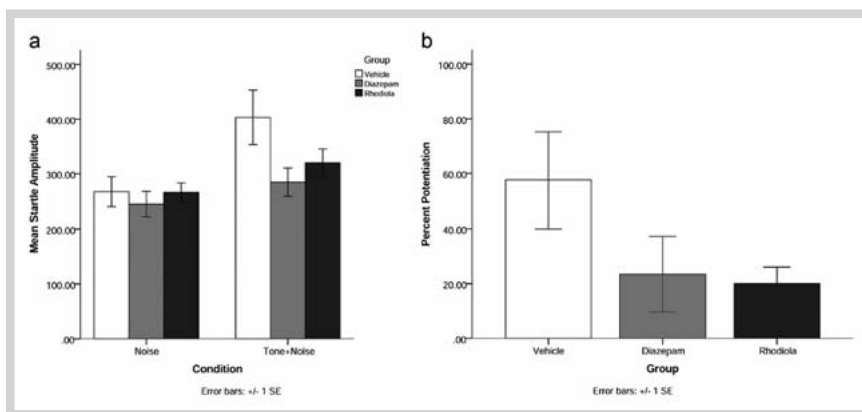 a
Group
Vehicle
Diazepam
Rhodiola
500.00
400.00
300.00
200.00
100.00
.00
Mean Startle Amplitude
Noise
Tone+Noise
Condition
Error bars: +/- 1 SE
b
100.00
80.00
60.00
40.00
20.00
.00
Percent Potentiation
Vehicle
Diazepam
Rhodiola
Group
Error bars: +/- 1 SE